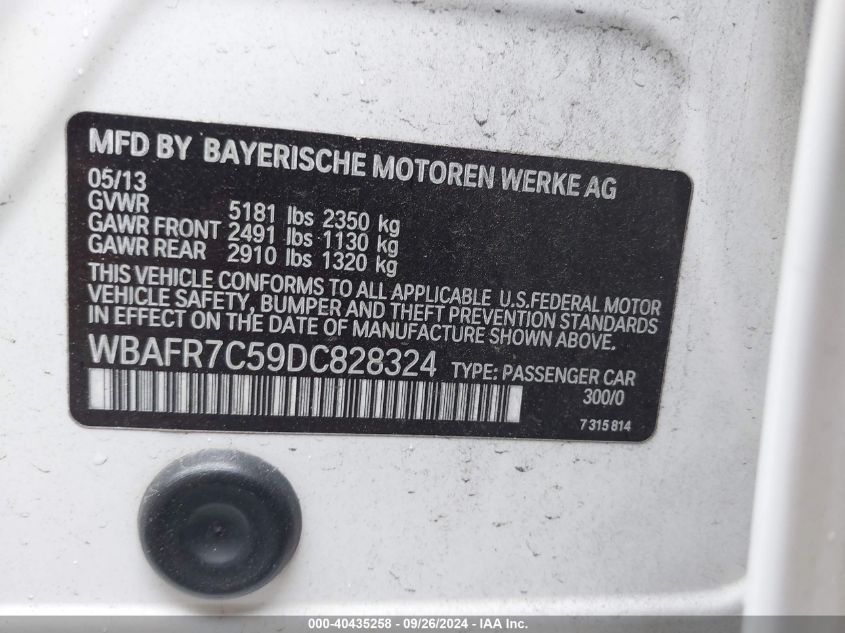 MFD BY BAYERISCHE MOTOREN WERKE AG
05/13
GVWR 5181 lbs 2350 kg
GAWR FRONT 2491 lbs 1130 kg
GAWR REAR 2910 lbs 1320 kg
THIS VEHICLE CONFORMS TO ALL APPLICABLE U.S.FEDERAL MOTOR
VEHICLE SAFETY, BUMPER AND THEFT PREVENTION STANDARDS
IN EFFECT ON THE DATE OF MANUFACTURE SHOWN ABOVE.
WBAFR7C59DC828324 TYPE: PASSENGER CAR
300/0
7 315 814
000-40435258 - 09/26/2024 - IAA Inc.